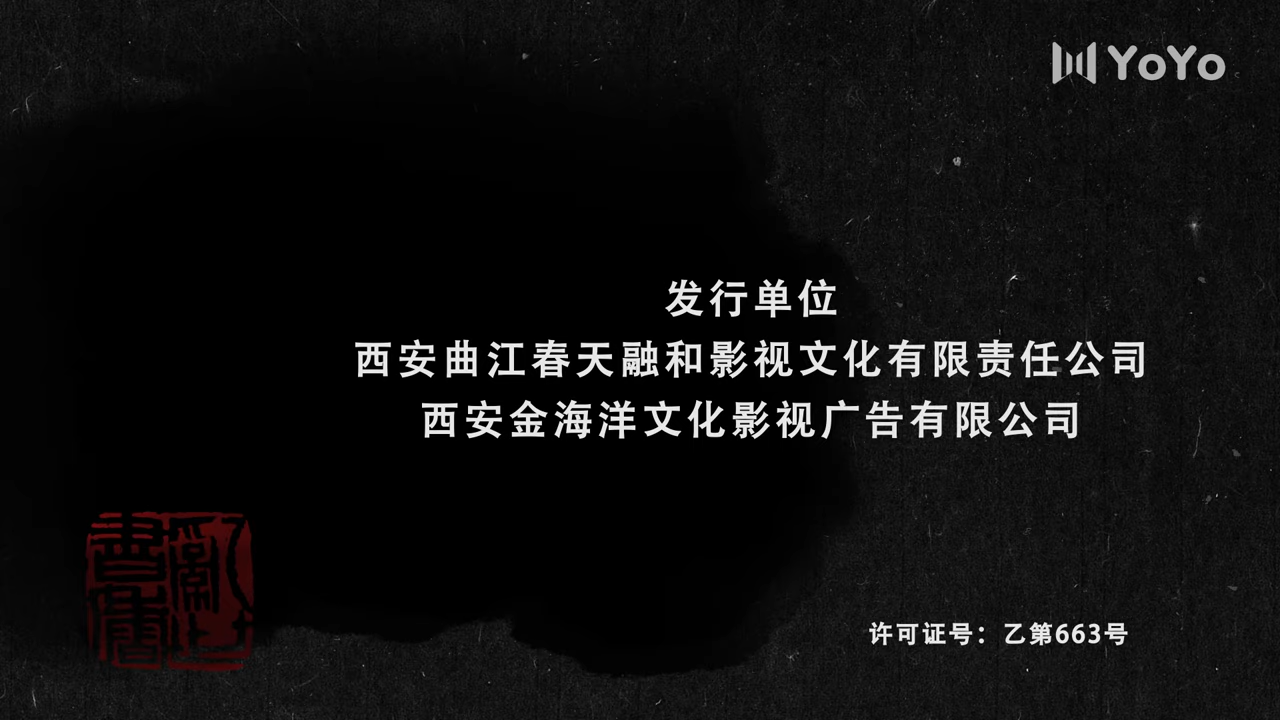 YoYo
发行单位
西安曲江春天融和影视文化有限责任公司
西安金海洋文化影视广告有限公司
许可证号：乙第663号